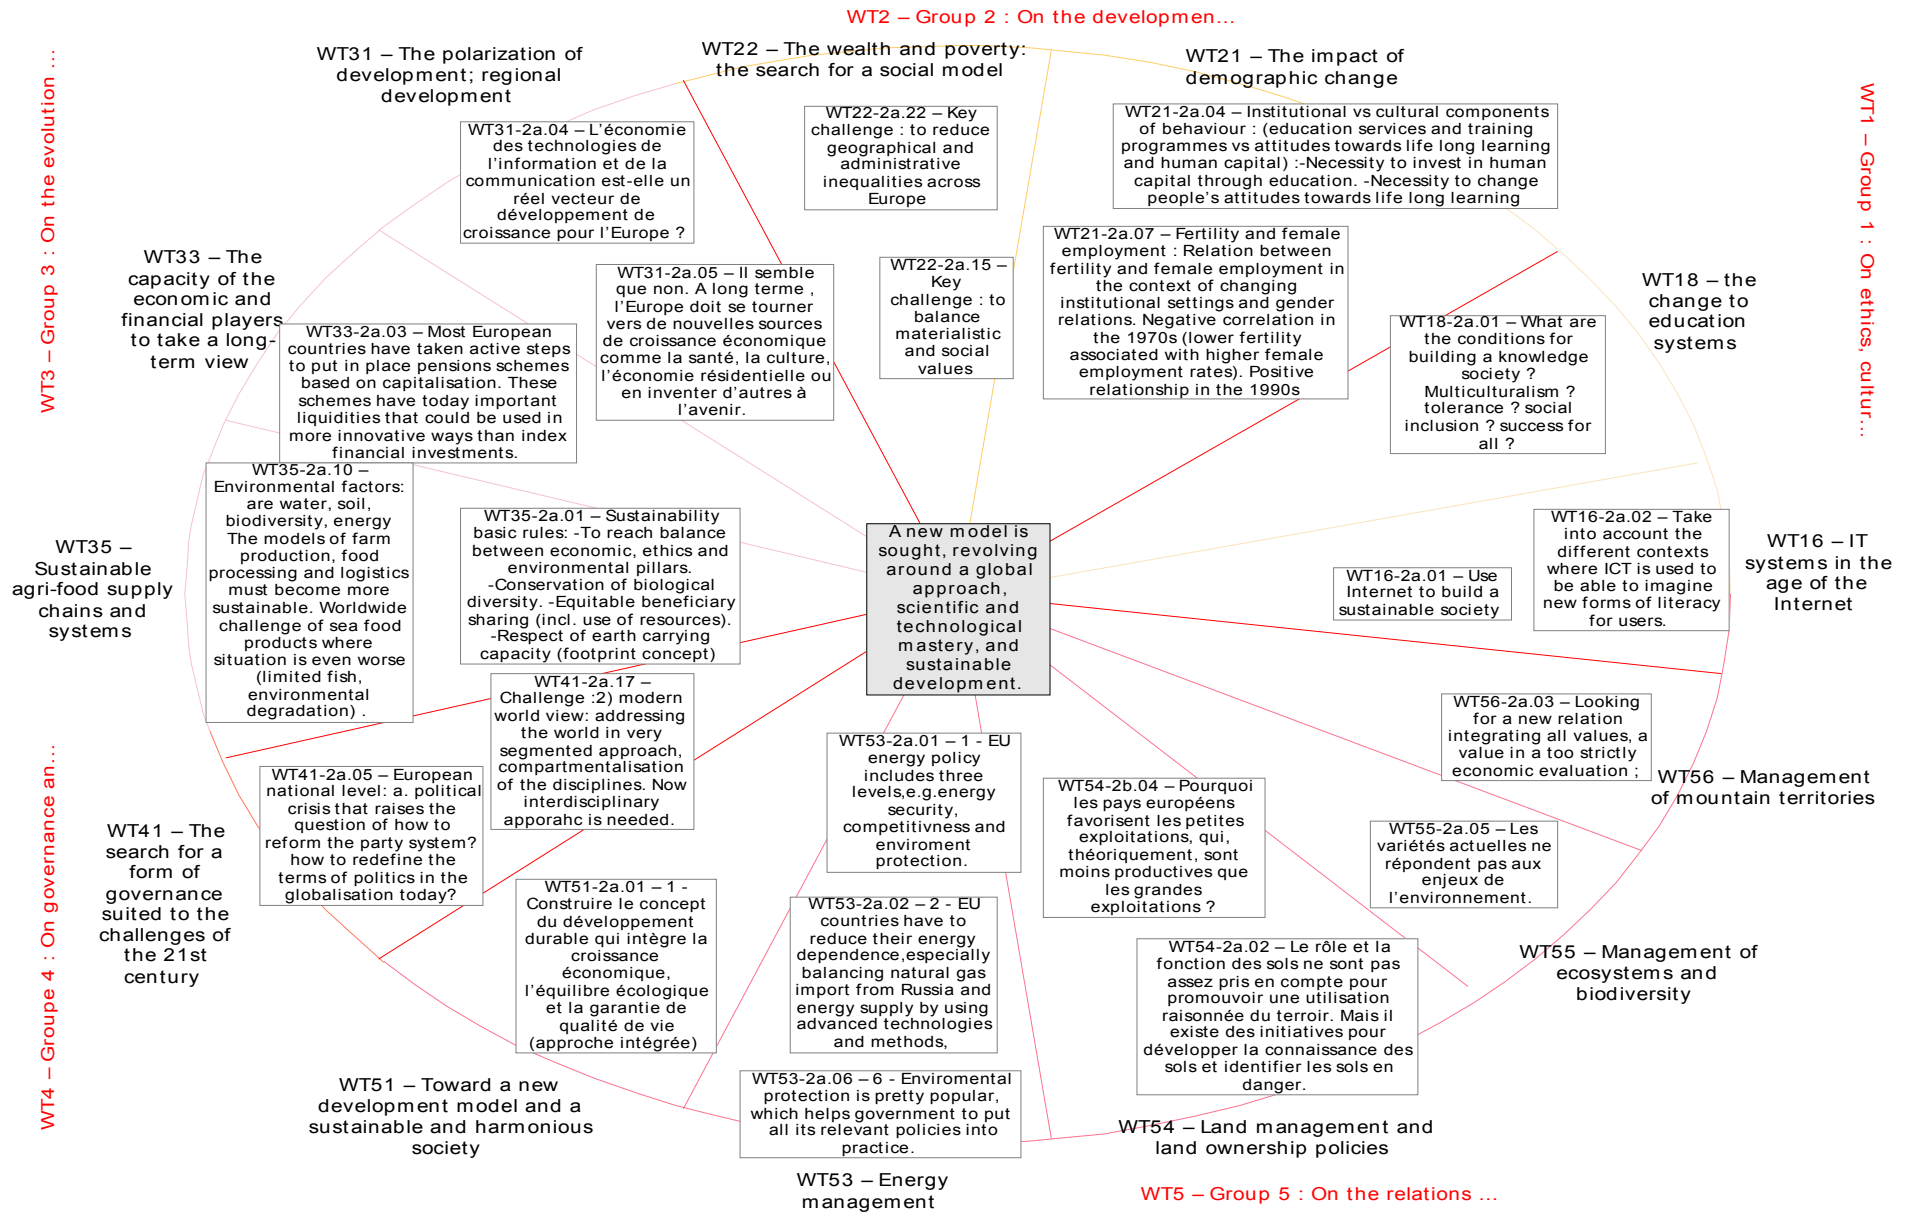 WT2 – Group 2 : On the developmen...
WT31 – The polarization of
development; regional
development
WT22 – The wealth and poverty:
the search for a social model
WT21 – The impact of
demographic change
WT3 – Group 3 : On the evolution ...
WT1 – Group 1 : On ethics, cultur...
WT31-2a.04 – L'économie
des technologies de
l'information et de la
communication est-elle un
réel vecteur de
développement de
croissance pour l'Europe ?
WT22-2a.22 – Key
challenge : to reduce
geographical and
administrative
inequalities across
Europe
WT21-2a.04 – Institutional vs cultural components
of behaviour : (education services and training
programmes vs attitudes towards life long learning
and human capital) :-Necessity to invest in human
capital through education. -Necessity to change
people's attitudes towards life long learning
WT33 – The
capacity of the
economic and
financial players
to take a long-
term view
WT31-2a.05 – Il semble
que non. A long terme ,
l'Europe doit se tourner
vers de nouvelles sources
de croissance économique
comme la santé, la culture,
l'économie résidentielle ou
en inventer d'autres à
l'avenir.
WT22-2a.15 –
Key
challenge : to
balance
materialistic
and social
values
WT21-2a.07 – Fertility and female
employment : Relation between
fertility and female employment in
the context of changing
institutional settings and gender
relations. Negative correlation in
the 1970s (lower fertility
associated with higher female
employment rates). Positive
relationship in the 1990s
WT18 – the
change to
education
systems
WT18-2a.01 – What are
the conditions for
building a knowledge
society ?
Multiculturalism ?
tolerance ? social
inclusion ? success for
all ?
WT33-2a.03 – Most European
countries have taken active steps
to put in place pensions schemes
based on capitalisation. These
schemes have today important
liquidities that could be used in
more innovative ways than index
financial investments.
WT35 –
Sustainable
agri-food supply
chains and
systems
WT35-2a.10 –
Environmental factors:
are water, soil,
biodiversity, energy
The models of farm
production, food
processing and logistics
must become more
sustainable. Worldwide
challenge of sea food
products where
situation is even worse
(limited fish,
environmental
degradation) .
WT35-2a.01 – Sustainability
basic rules: -To reach balance
between economic, ethics and
environmental pillars.
-Conservation of biological
diversity. -Equitable beneficiary
sharing (incl. use of resources).
-Respect of earth carrying
capacity (footprint concept)
A new model is
sought, revolving
around a global
approach,
scientific and
technological
mastery, and
sustainable
development.
WT16-2a.01 – Use
Internet to build a
sustainable society
WT16-2a.02 – Take
into account the
different contexts
where ICT is used to
be able to imagine
new forms of literacy
for users.
WT16 – IT
systems in the
age of the
Internet
WT4 – Groupe 4 : On governance an...
WT41 – The
search for a
form of
governance
suited to the
challenges of
the 21st
century
WT41-2a.05 – European
national level: a. political
crisis that raises the
question of how to
reform the party system?
how to redefine the
terms of politics in the
globalisation today?
WT41-2a.17 –
Challenge :2) modern
world view: addressing
the world in very
segmented approach,
compartmentalisation
of the disciplines. Now
interdisciplinary
apporahc is needed.
WT53-2a.01 – 1 - EU
energy policy
includes three
levels,e.g.energy
security,
competitivness and
enviroment
protection.
WT54-2b.04 – Pourquoi
les pays européens
favorisent les petites
exploitations, qui,
théoriquement, sont
moins productives que
les grandes
exploitations ?
WT56-2a.03 – Looking
for a new relation
integrating all values, a
value in a too strictly
economic evaluation ;
WT56 – Management
of mountain territories
WT55-2a.05 – Les
variétés actuelles ne
répondent pas aux
enjeux de
l'environnement.
WT51-2a.01 – 1 -
Construire le concept
du développement
durable qui intègre la
croissance
économique,
l'équilibre écologique
et la garantie de
qualité de vie
(approche intégrée)
WT53-2a.02 – 2 - EU
countries have to
reduce their energy
dependence,especially
balancing natural gas
import from Russia and
energy supply by using
advanced technologies
and methods,
WT54-2a.02 – Le rôle et la
fonction des sols ne sont pas
assez pris en compte pour
promouvoir une utilisation
raisonnée du terroir. Mais il
existe des initiatives pour
développer la connaissance des
sols et identifier les sols en
danger.
WT55 – Management of
ecosystems and
biodiversity
WT51 – Toward a new
development model and a
sustainable and harmonious
society
WT53-2a.06 – 6 - Enviromental
protection is pretty popular,
which helps government to put
all its relevant policies into
practice.
WT54 – Land management and
land ownership policies
WT53 – Energy
management
WT5 – Group 5 : On the relations ...